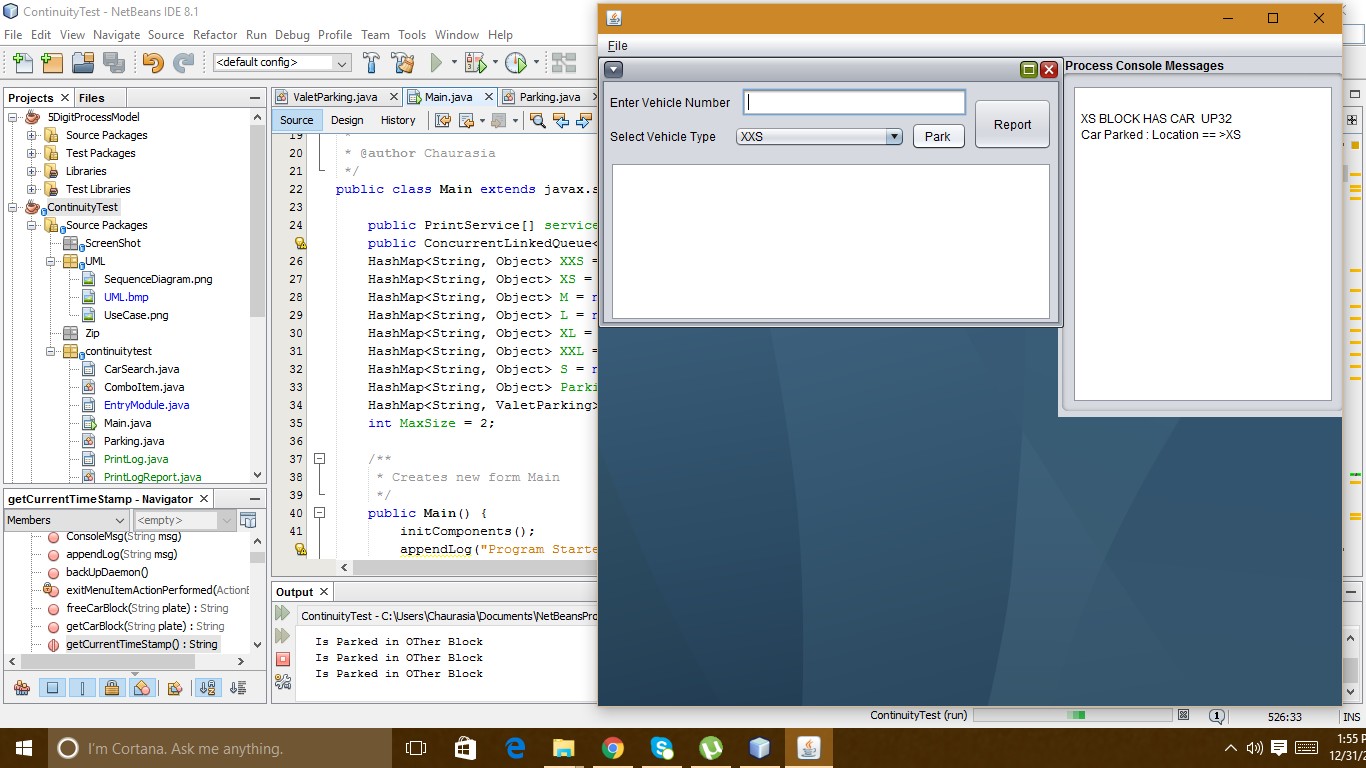 ContinuityTest - NetBeans IDE 8.1
File Edit View Navigate Source Refactor Run Debug Profile Team Tools Window Help
<default config>
Projects Files
5DigitProcessModel
Source Packages
Test Packages
Libraries
Test Libraries
ContinuityTest
Source Packages
ScreenShot
UML
SequenceDiagram.png
UML.bmp
UseCase.png
Zip
continuitytest
CarSearch.java
ComboItem.java
EntryModule.java
Main.java
Parking.java
PrintLog.java
PrintLogReport.java
getCurrentTimeStamp - Navigator
Members <empty>
ConsoleMsg(String msg)
appendLog(String msg)
backUpDaemon()
exitMenuItemActionPerformed(ActionE
freeCarBlock(String plate) : String
getCarBlock(String plate) : String
getCurrentTimeStamp() : String
ValetParking.java Main.java Parking.java
Source Design History
19 *
20 * @author Chaurasia
21 */
22 public class Main extends javax.s
23
24 public PrintService[] service
public ConcurrentLinkedQueue<
26 HashMap<String, Object> XXS =
27 HashMap<String, Object> XS =
28 HashMap<String, Object> M = n
29 HashMap<String, Object> L = n
30 HashMap<String, Object> XL =
31 HashMap<String, Object> XXL =
32 HashMap<String, Object> S = n
33 HashMap<String, Object> Parki
34 HashMap<String, ValetParking>
35 int MaxSize = 2;
36
37 /**
38 * Creates new form Main
39 */
40 public Main() {
41 initComponents();
appendLog("Program Starte
Output
ContinuityTest - C:\Users\Chaurasia\Documents\NetBeansPro
Is Parked in OTher Block
Is Parked in OTher Block
Is Parked in OTher Block
File
Enter Vehicle Number
Select Vehicle Type XXS Park
Report
Process Console Messages
XS BLOCK HAS CAR UP32
Car Parked : Location == >XS
ContinuityTest (run) 1 526:33 INS
I'm Cortana. Ask me anything.
1:55 P
12/31/2